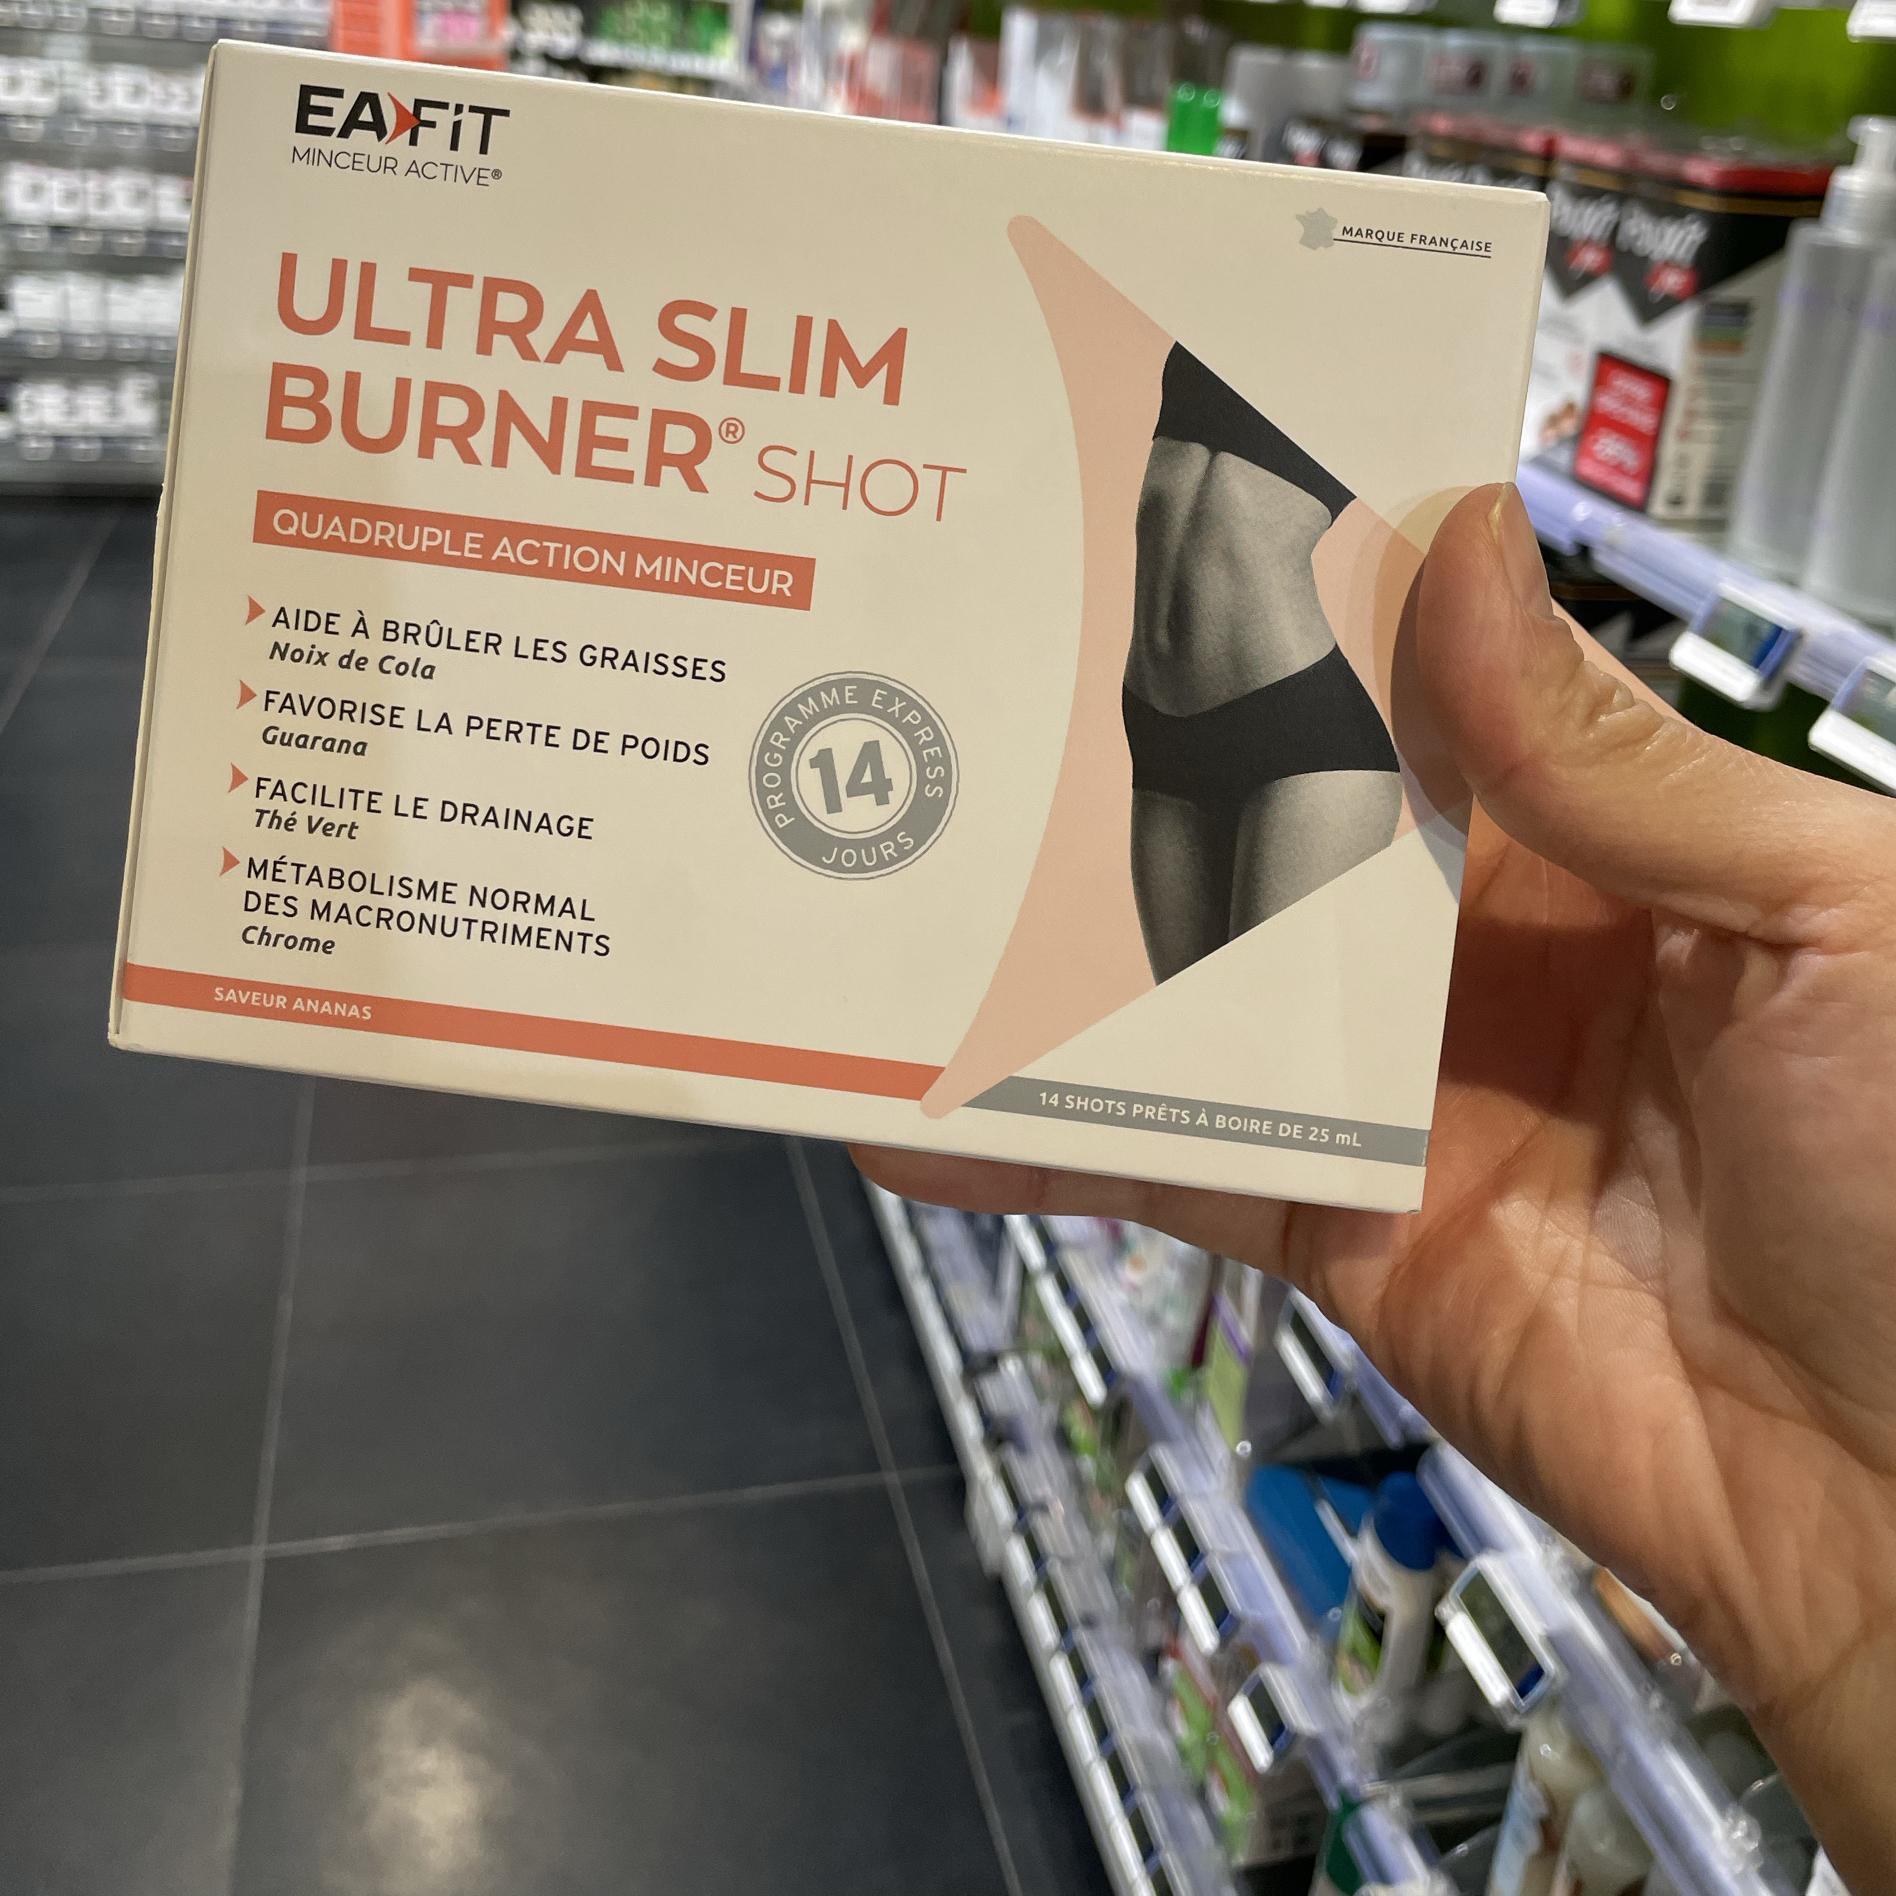 EAFIT
MINCEUR ACTIVE®
MARQUE FRANÇAISE
ULTRA SLIM
BURNER® SHOT
QUADRUPLE ACTION MINCEUR
AIDE À BRÛLER LES GRAISSES
Noix de Cola
FAVORISE LA PERTE DE POIDS
Guarana
FACILITE LE DRAINAGE
Thé Vert
MÉTABOLISME NORMAL
DES MACRONUTRIMENTS
Chrome
PROGRAMME EXPRESS
14
JOURS
SAVEUR ANANAS
14 SHOTS PRÊTS À BOIRE DE 25 mL